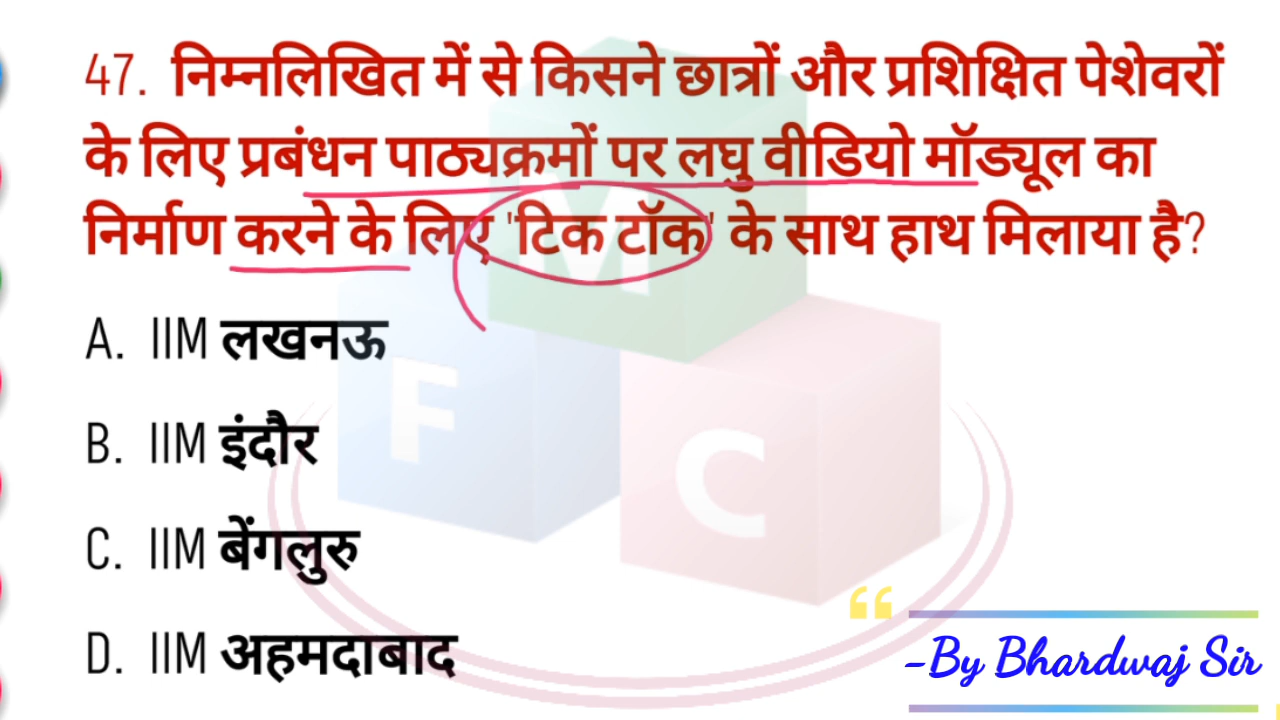 47. निम्नलिखित में से किसने छात्रों और प्रशिक्षित पेशेवरों
के लिए प्रबंधन पाठ्यक्रमों पर लघु वीडियो मॉड्यूल का
निर्माण करने के लिए 'टिक टॉक' के साथ हाथ मिलाया है?
A. IIM लखनऊ
B. IIM इंदौर
C. IIM बेंगलुरु
D. IIM अहमदाबाद
M
F
C
“
-By Bhardwaj Sir